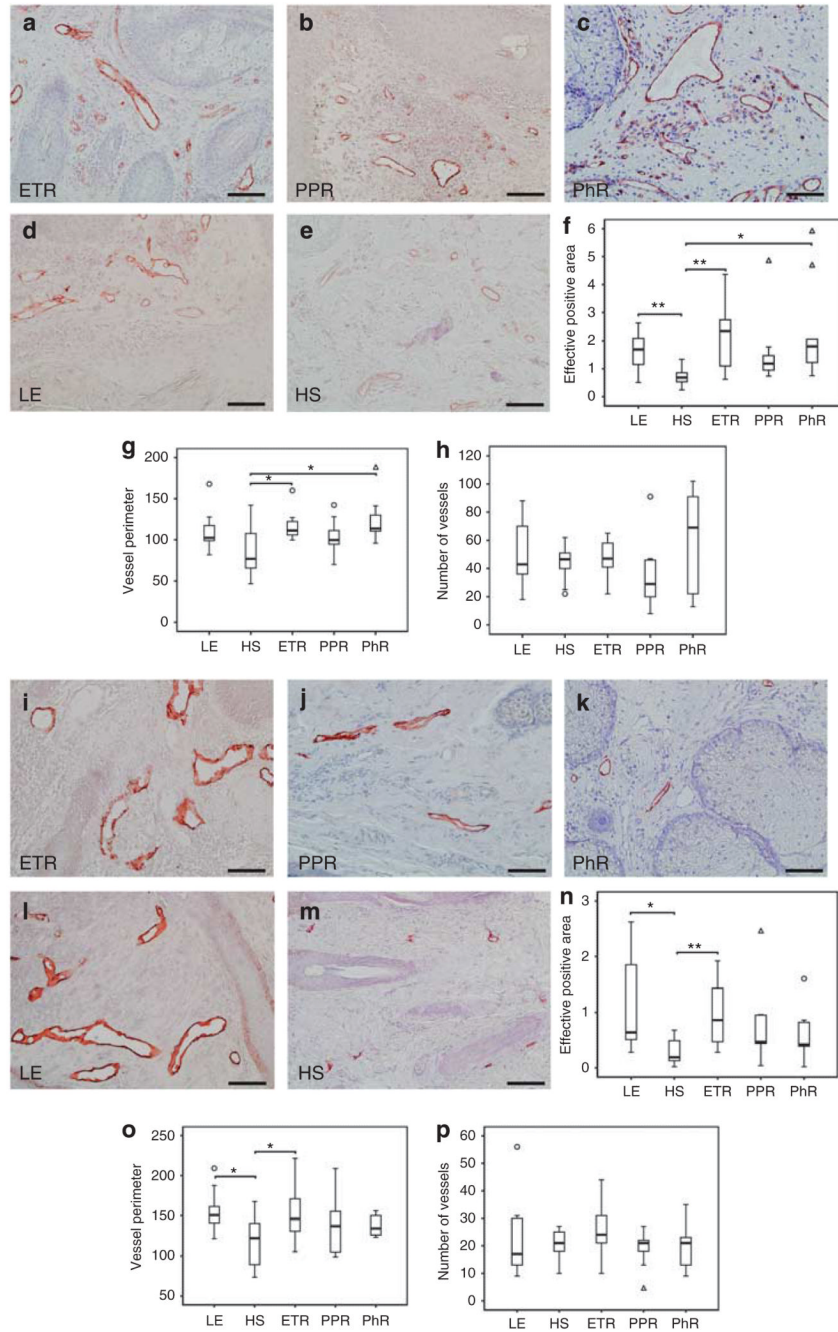 a
ETR
b
PPR
c
PhR
d
LE
e
HS
f
Effective positive area
6
5
4
3
2
1
0
*
**
**
LE HS ETR PPR PhR
g
Vessel perimeter
200
150
100
50
0
*
*
LE HS ETR PPR PhR
h
Number of vessels
120
100
80
60
40
20
0
LE HS ETR PPR PhR
i
ETR
j
PPR
k
PhR
l
LE
m
HS
n
Effective positive area
3
2
1
0
*
**
LE HS ETR PPR PhR
o
Vessel perimeter
250
200
150
100
50
*
*
LE HS ETR PPR PhR
p
Number of vessels
60
50
40
30
20
10
0
LE HS ETR PPR PhR